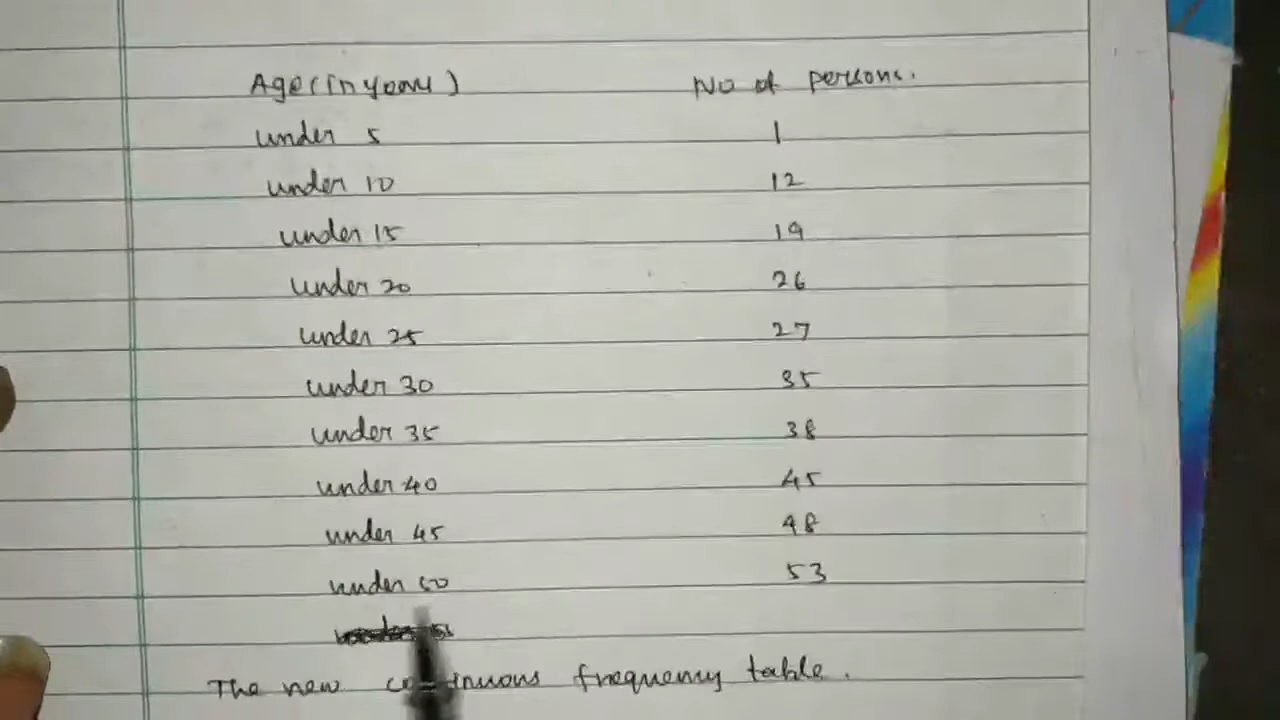 Age (in years) No of persons.
under 5 1
under 10 12
under 15 19
under 20 26
under 25 27
under 30 35
under 35 38
under 40 45
under 45 48
under 50 53
The new continuous frequency table.